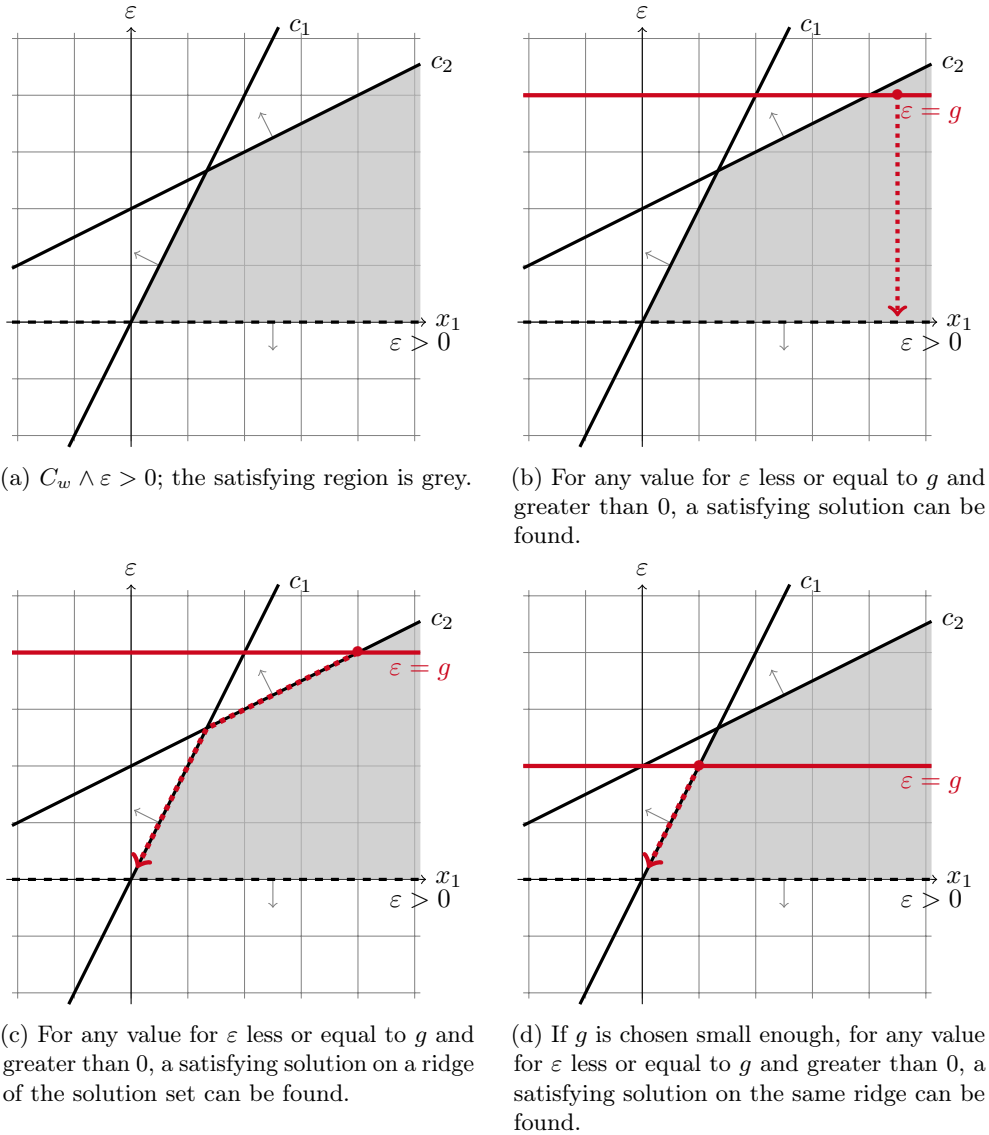 ε
c₁
c₂
x₁
ε > 0
(a) C_w ∧ ε > 0; the satisfying region is grey.
ε
c₁
c₂
ε = g
x₁
ε > 0
(b) For any value for ε less or equal to g and
greater than 0, a satisfying solution can be
found.
ε
c₁
c₂
ε = g
x₁
ε > 0
(c) For any value for ε less or equal to g and
greater than 0, a satisfying solution on a ridge
of the solution set can be found.
ε
c₁
c₂
ε = g
x₁
ε > 0
(d) If g is chosen small enough, for any value
for ε less or equal to g and greater than 0, a
satisfying solution on the same ridge can be
found.